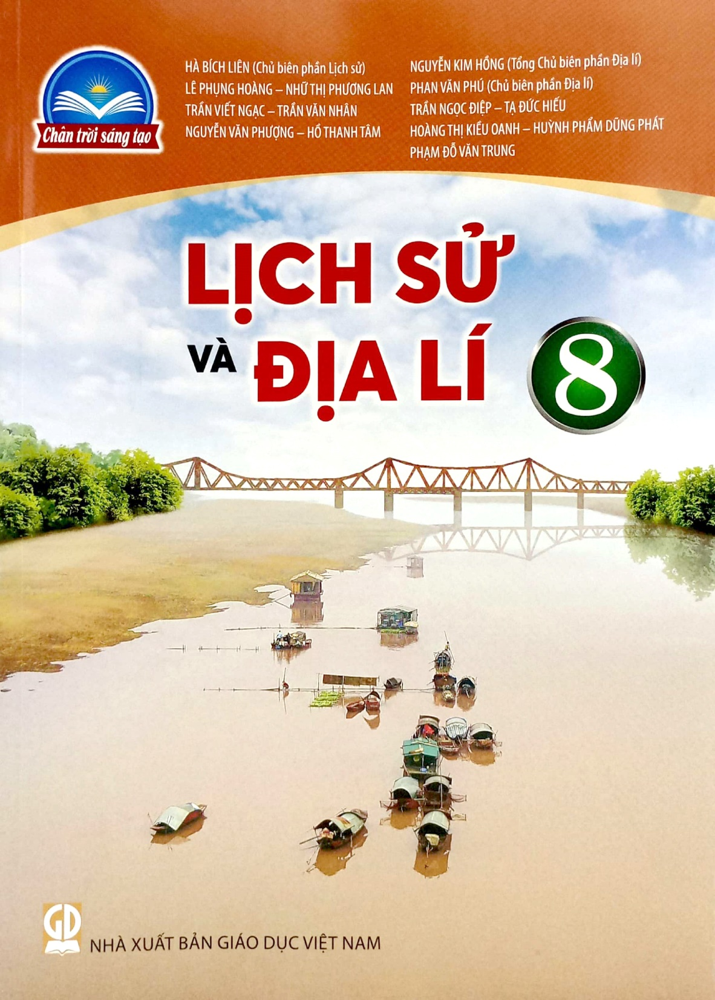 Chân trời sáng tạo
HÀ BÍCH LIÊN (Chủ biên phần Lịch sử)
LÊ PHỤNG HOÀNG – NHỮ THỊ PHƯƠNG LAN
TRẦN VIẾT NGẠC – TRẦN VĂN NHÂN
NGUYỄN VĂN PHƯỢNG – HỒ THANH TÂM
NGUYỄN KIM HỒNG (Tổng Chủ biên phần Địa lí)
PHAN VĂN PHÚ (Chủ biên phần Địa lí)
TRẦN NGỌC ĐIỆP – TẠ ĐỨC HIẾU
HOÀNG THỊ KIỀU OANH – HUỲNH PHẨM DŨNG PHÁT
PHẠM ĐỖ VĂN TRUNG
LỊCH SỬ
VÀ ĐỊA LÍ 8
GD
NHÀ XUẤT BẢN GIÁO DỤC VIỆT NAM